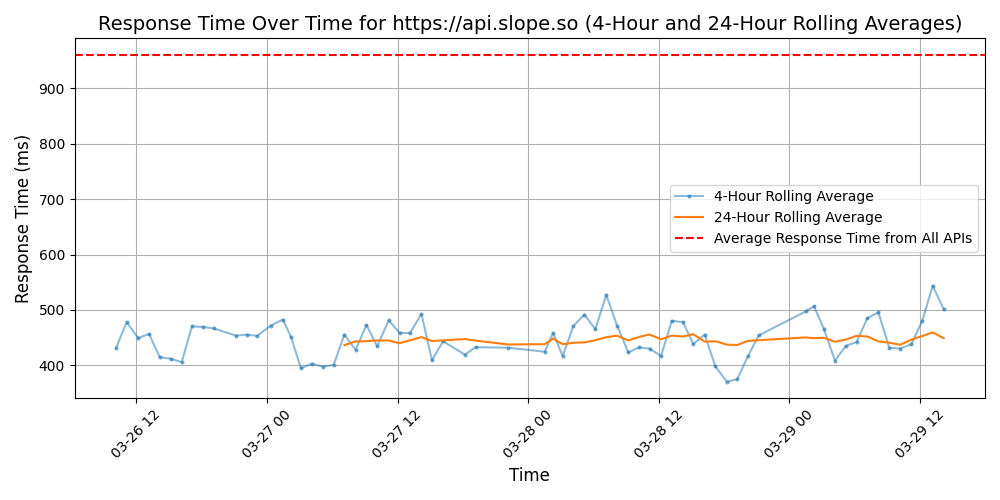 Response Time Over Time for https://api.slope.so (4-Hour and 24-Hour Rolling Averages)
Response Time (ms)
900
800
700
600
500
400
4-Hour Rolling Average
24-Hour Rolling Average
Average Response Time from All APIs
03-26 12
03-27 00
03-27 12
03-28 00
03-28 12
03-29 00
03-29 12
Time